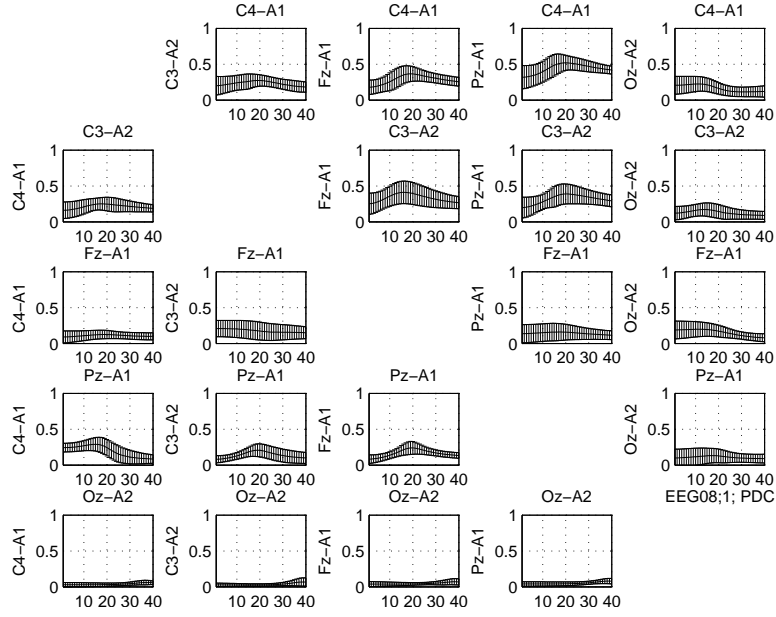 C4−A1 C4−A1 C4−A1 C4−A1
C3−A2 Fz−A1 Pz−A1 Oz−A2
1 1 1 1
0.5 0.5 0.5 0.5
0 0 0 0
10 20 30 40 10 20 30 40 10 20 30 40 10 20 30 40
C3−A2 C3−A2 C3−A2 C3−A2
C4−A1 Fz−A1 Pz−A1 Oz−A2
1 1 1 1
0.5 0.5 0.5 0.5
0 0 0 0
10 20 30 40 10 20 30 40 10 20 30 40 10 20 30 40
Fz−A1 Fz−A1 Fz−A1 Fz−A1
C4−A1 C3−A2 Pz−A1 Oz−A2
1 1 1 1
0.5 0.5 0.5 0.5
0 0 0 0
10 20 30 40 10 20 30 40 10 20 30 40 10 20 30 40
Pz−A1 Pz−A1 Pz−A1 Pz−A1
C4−A1 C3−A2 Fz−A1 Oz−A2
1 1 1 1
0.5 0.5 0.5 0.5
0 0 0 0
10 20 30 40 10 20 30 40 10 20 30 40 10 20 30 40
Oz−A2 Oz−A2 Oz−A2 Oz−A2 EEG08;1; PDC
C4−A1 C3−A2 Fz−A1 Pz−A1
1 1 1 1
0.5 0.5 0.5 0.5
0 0 0 0
10 20 30 40 10 20 30 40 10 20 30 40 10 20 30 40